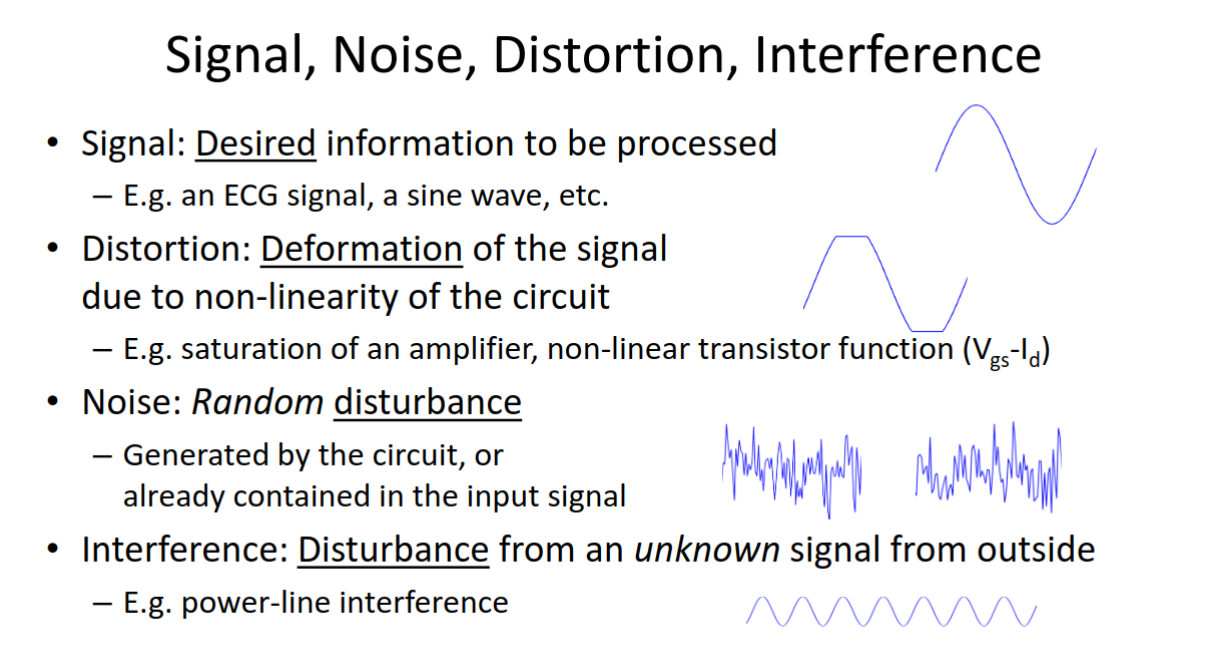 Signal, Noise, Distortion, Interference
• Signal: Desired information to be processed
– E.g. an ECG signal, a sine wave, etc.
• Distortion: Deformation of the signal
due to non-linearity of the circuit
– E.g. saturation of an amplifier, non-linear transistor function (Vgs-Id)
• Noise: Random disturbance
– Generated by the circuit, or
already contained in the input signal
• Interference: Disturbance from an unknown signal from outside
– E.g. power-line interference